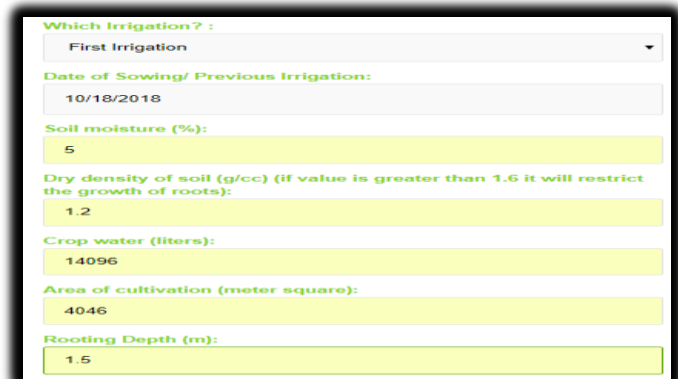 Which Irrigation? :
First Irrigation
Date of Sowing/ Previous Irrigation:
10/18/2018
Soil moisture (%):
5
Dry density of soil (g/cc) (if value is greater than 1.6 it will restrict
the growth of roots):
1.2
Crop water (liters):
14096
Area of cultivation (meter square):
4046
Rooting Depth (m):
1.5